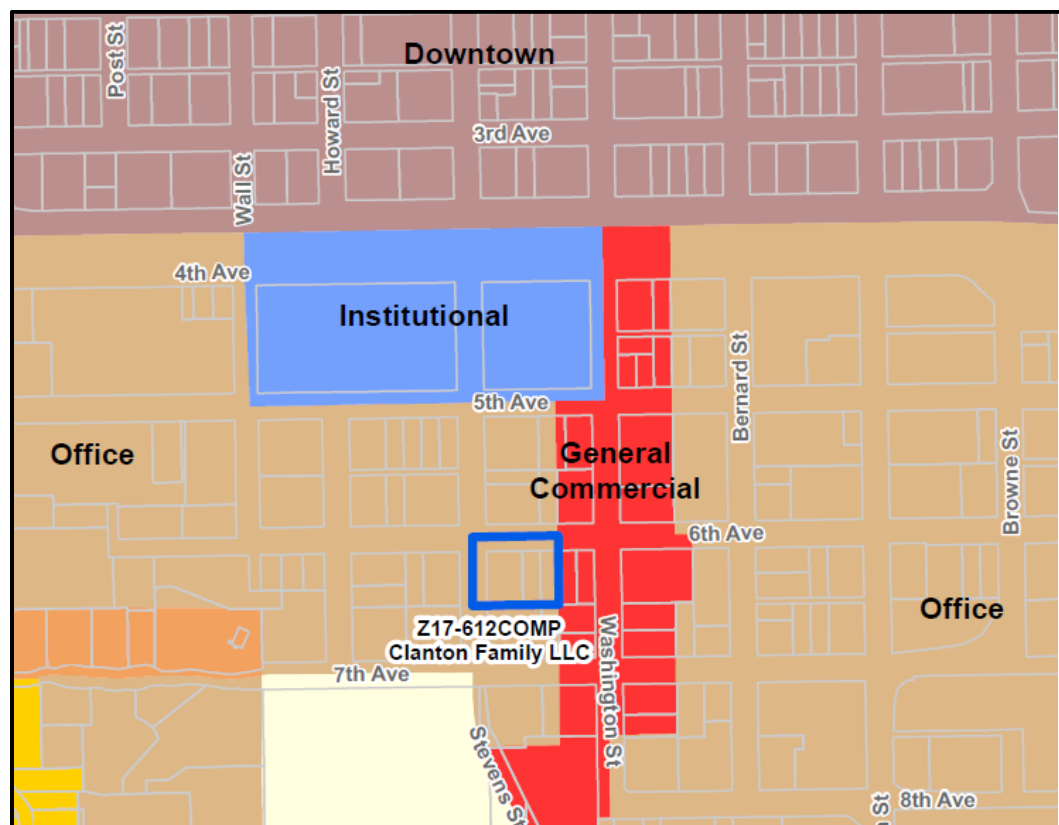 Downtown
Post St
Howard St
3rd Ave
Wall St
4th Ave
Institutional
Bernard St
5th Ave
Office
General
Commercial
Browne St
6th Ave
Office
Z17-612COMP
Clanton Family LLC
Washington St
7th Ave
Stevens St
8th Ave
St